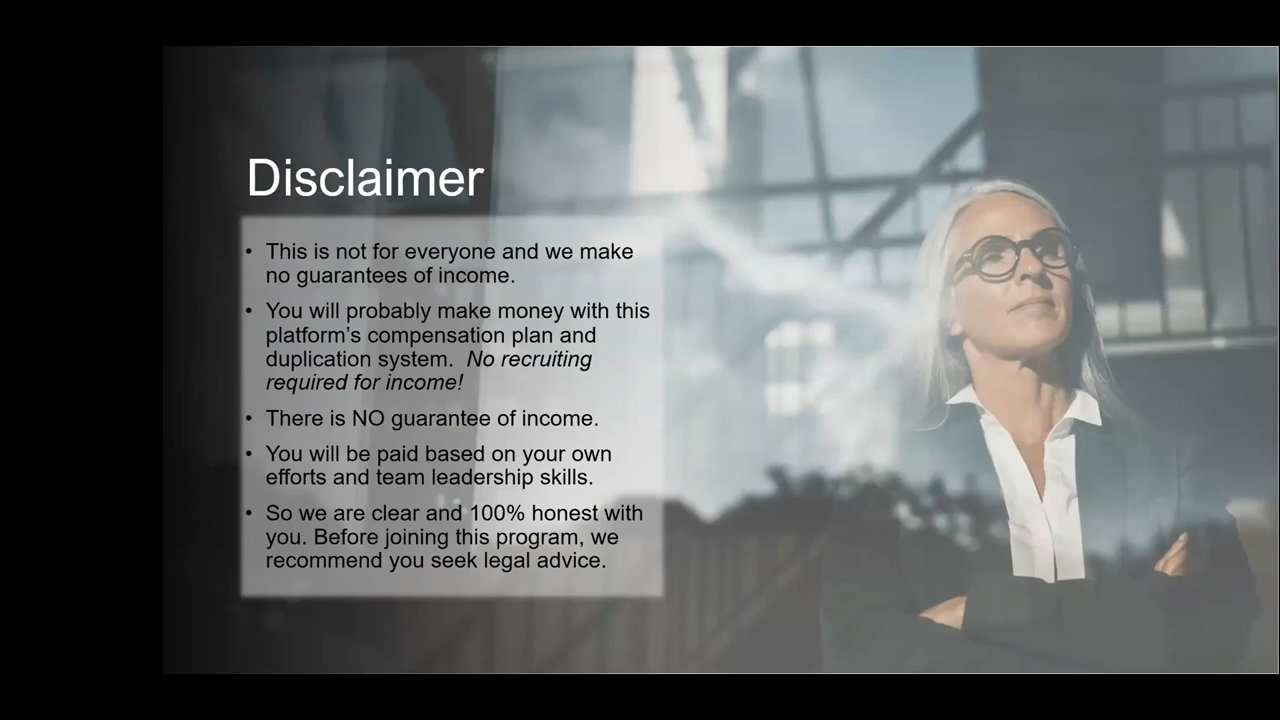 Disclaimer
• This is not for everyone and we make
no guarantees of income.
• You will probably make money with this
platform’s compensation plan and
duplication system.  No recruiting
required for income!
• There is NO guarantee of income.
• You will be paid based on your own
efforts and team leadership skills.
• So we are clear and 100% honest with
you. Before joining this program, we
recommend you seek legal advice.